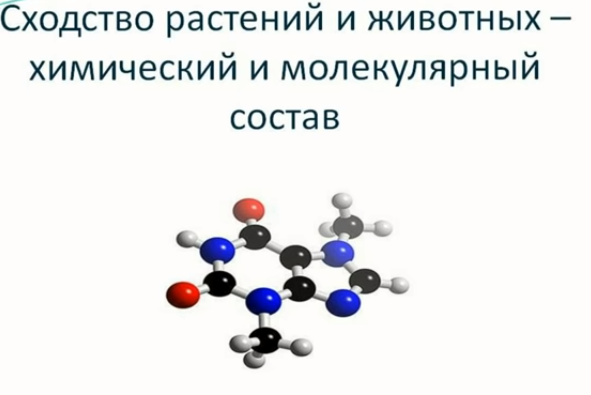 Сходство растений и животных –
химический и молекулярный
состав